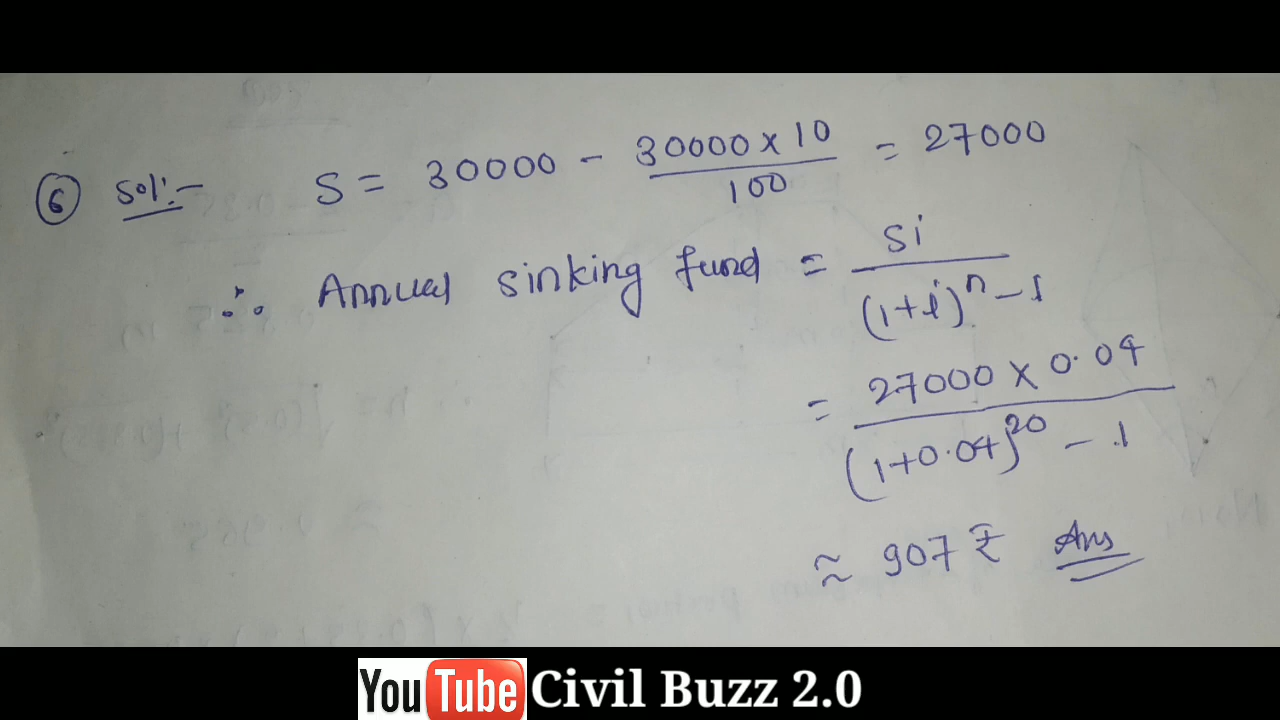 6 Sol:- S = 30000 - 30000 x 10 / 100 = 27000
∴ Annual sinking fund = Si / (1+i)^n - 1
= 27000 x 0.04 / (1+0.04)^20 - 1
≈ 907 ₹ Ans
YouTube Civil Buzz 2.0